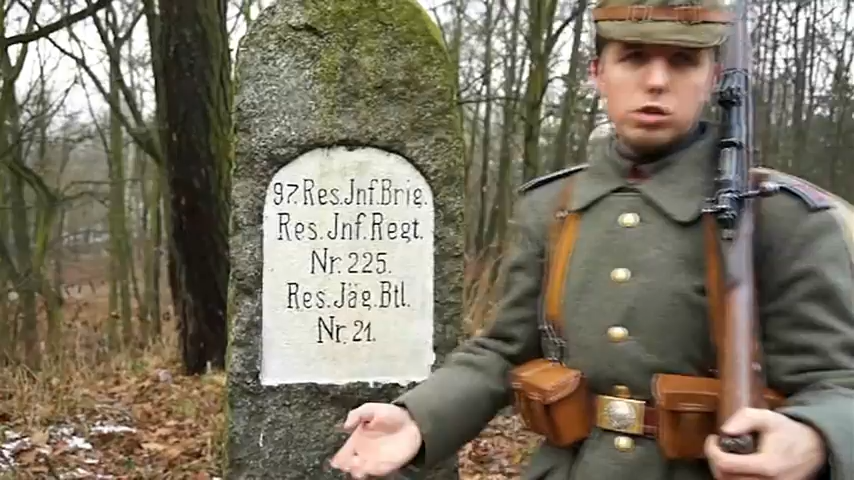 97. Res. Jnf. Brig.
Res. Jnf. Regt.
Nr. 225.
Res. Jäg. Btl.
Nr. 21.